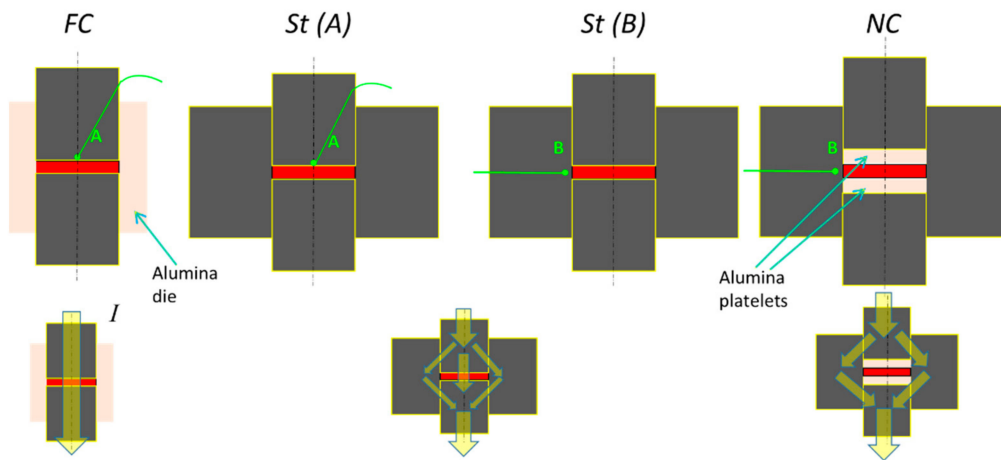 FC
St (A)
St (B)
NC
A
A
B
B
Alumina
die
Alumina
platelets
I